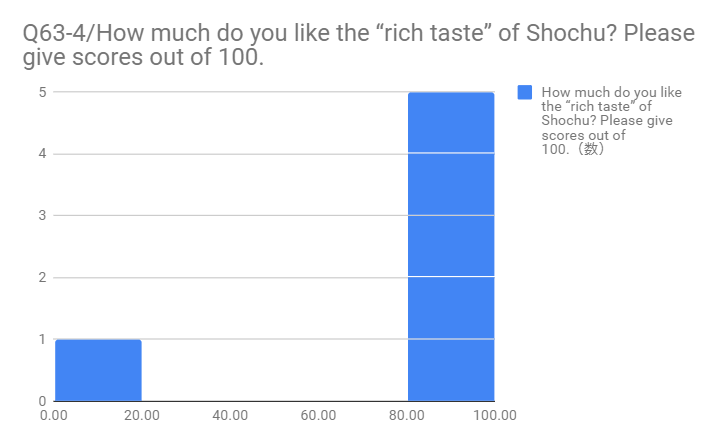 Q63-4/How much do you like the “rich taste” of Shochu? Please
give scores out of 100.
5
4
3
2
1
0
0.00 20.00 40.00 60.00 80.00 100.00
How much do you like
the “rich taste” of
Shochu? Please give
scores out of
100.（数）